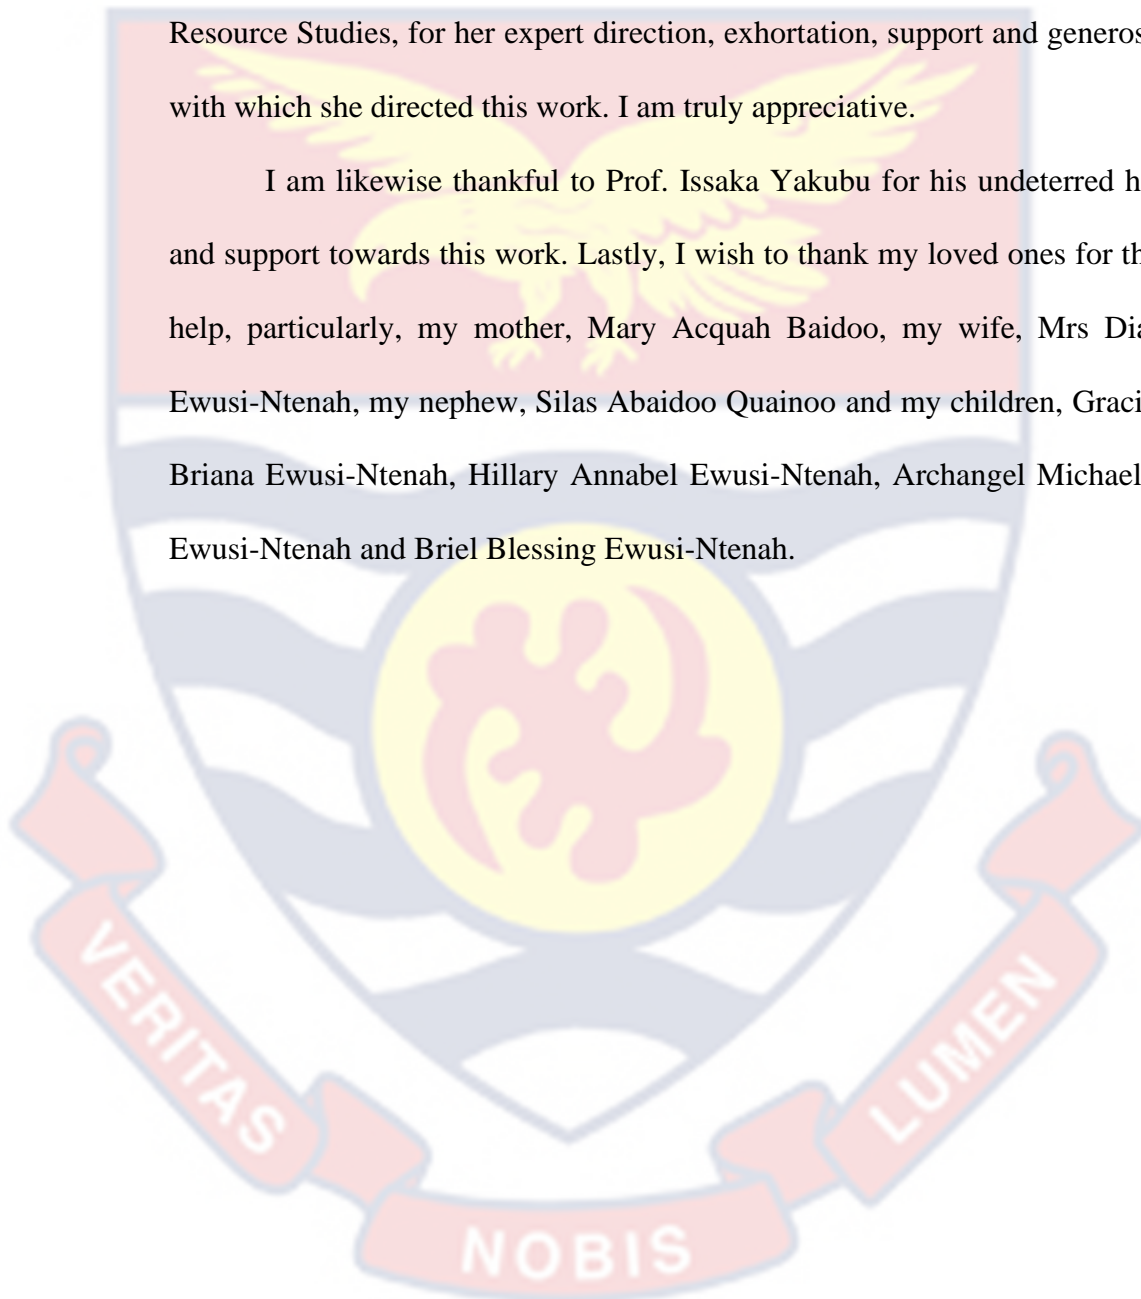 Resource Studies, for her expert direction, exhortation, support and
with which she directed this work. I am truly appreciative.
I am likewise thankful to Prof. Issaka Yakubu for his undeterred
and support towards this work. Lastly, I wish to thank my loved ones for
help, particularly, my mother, Mary Acquah Baidoo, my wife, Mrs
Ewusi-Ntenah, my nephew, Silas Abaidoo Quainoo and my children,
Briana Ewusi-Ntenah, Hillary Annabel Ewusi-Ntenah, Archangel Michael
Ewusi-Ntenah and Briel Blessing Ewusi-Ntenah.
VERITAS
NOBIS
LUMEN